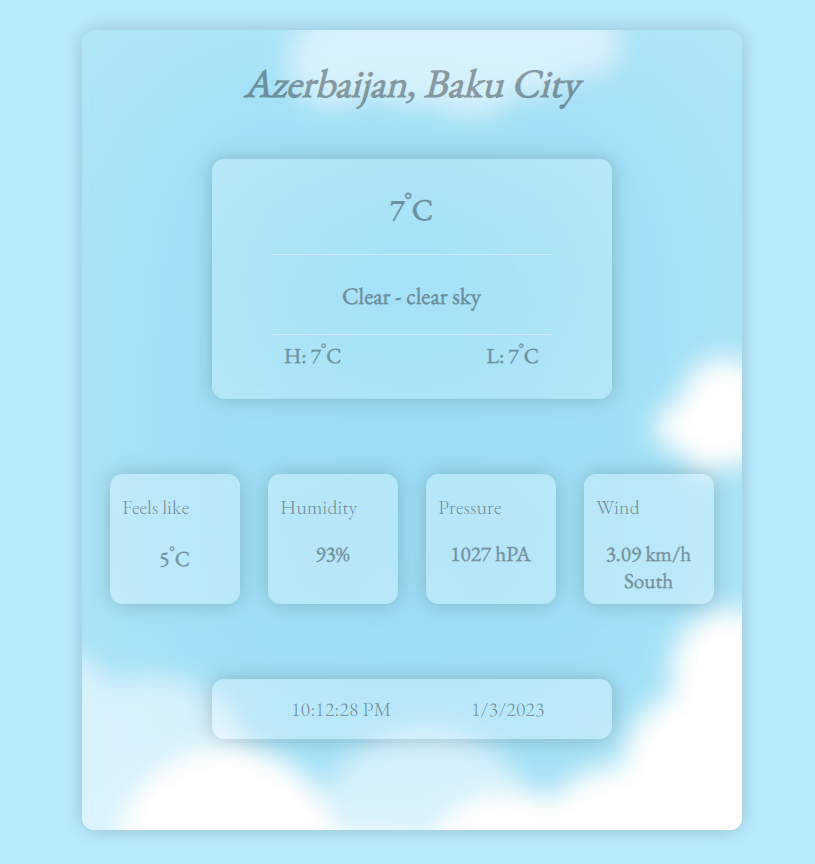 Azerbaijan, Baku City
7°C
Clear - clear sky
H: 7°C L: 7°C
Feels like Humidity Pressure Wind
5°C 93% 1027 hPA 3.09 km/h
South
10:12:28 PM 1/3/2023